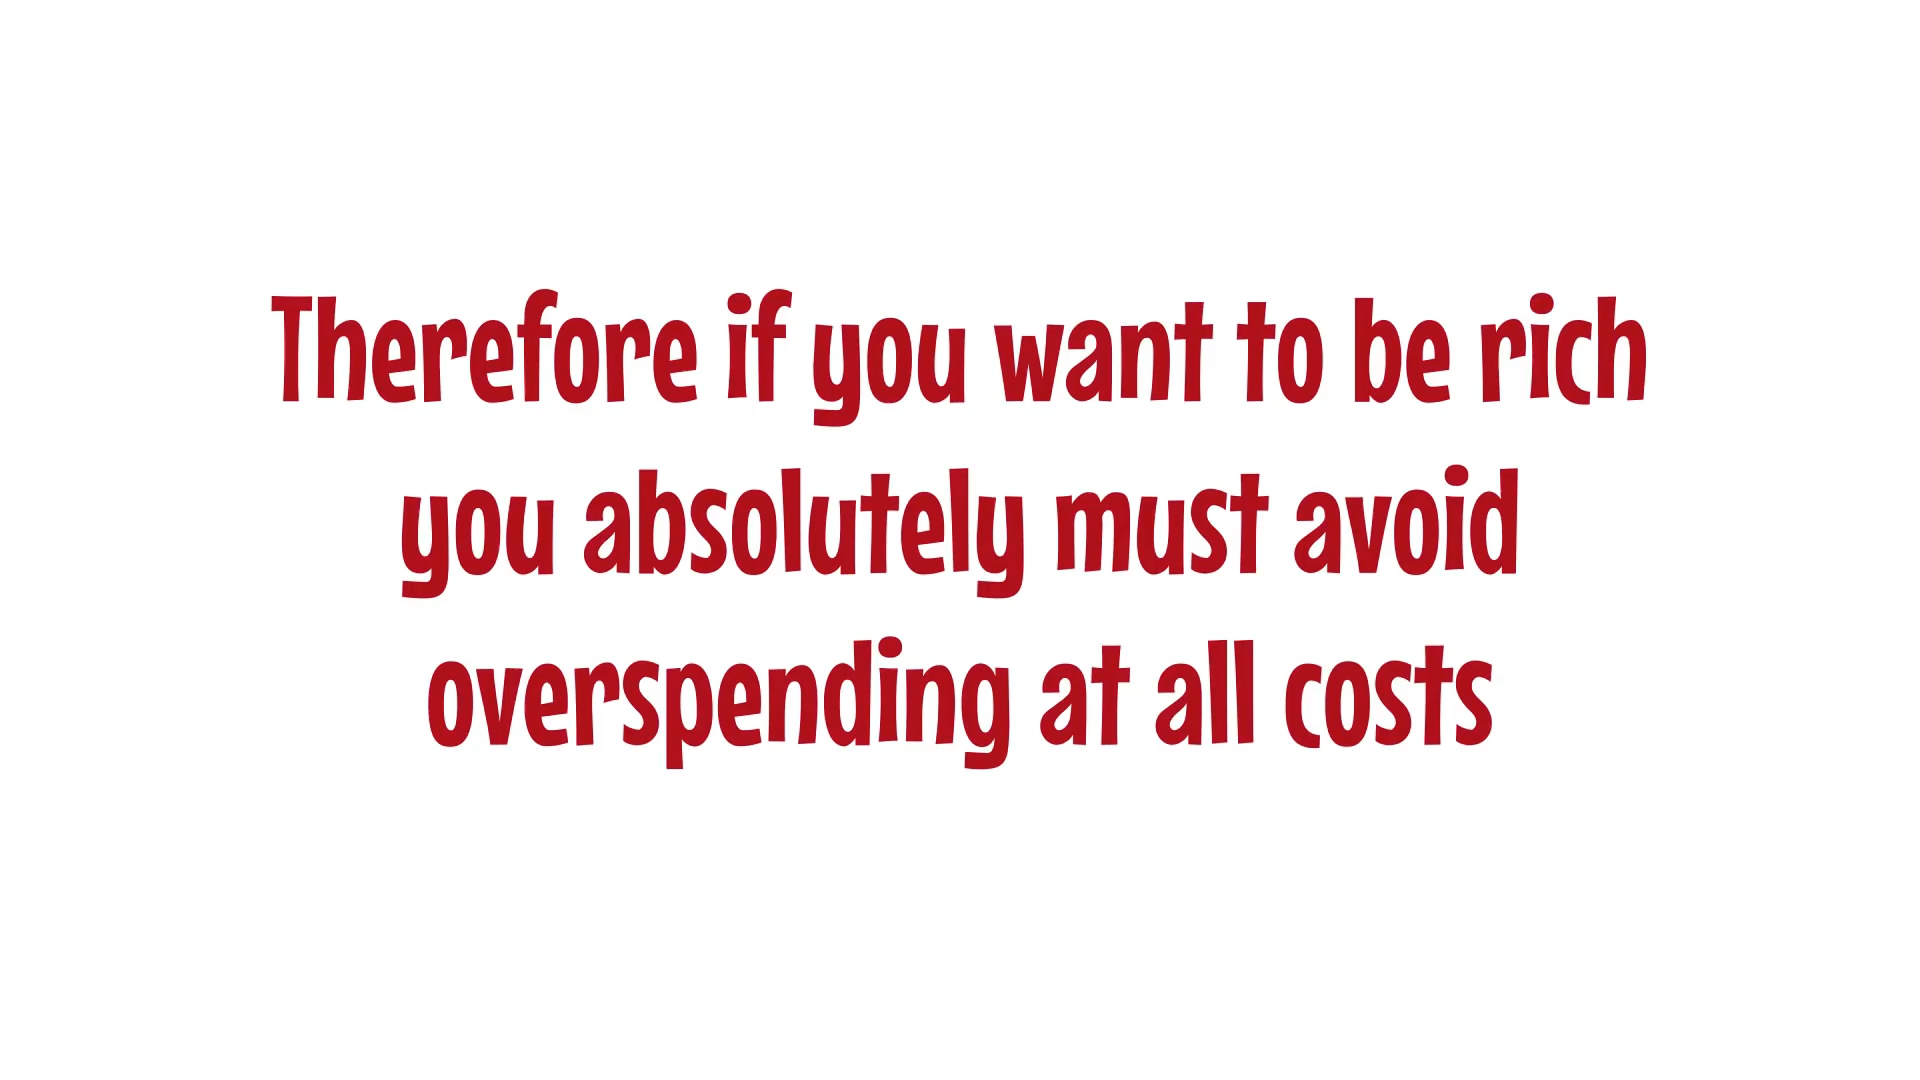 Therefore if you want to be rich
you absolutely must avoid
overspending at all costs